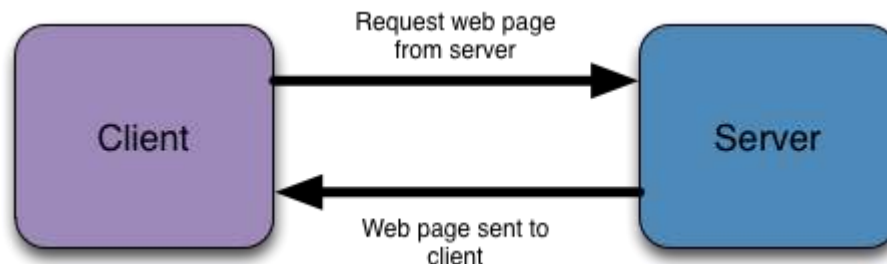 Request web page
from server
Client
Server
Web page sent to
client